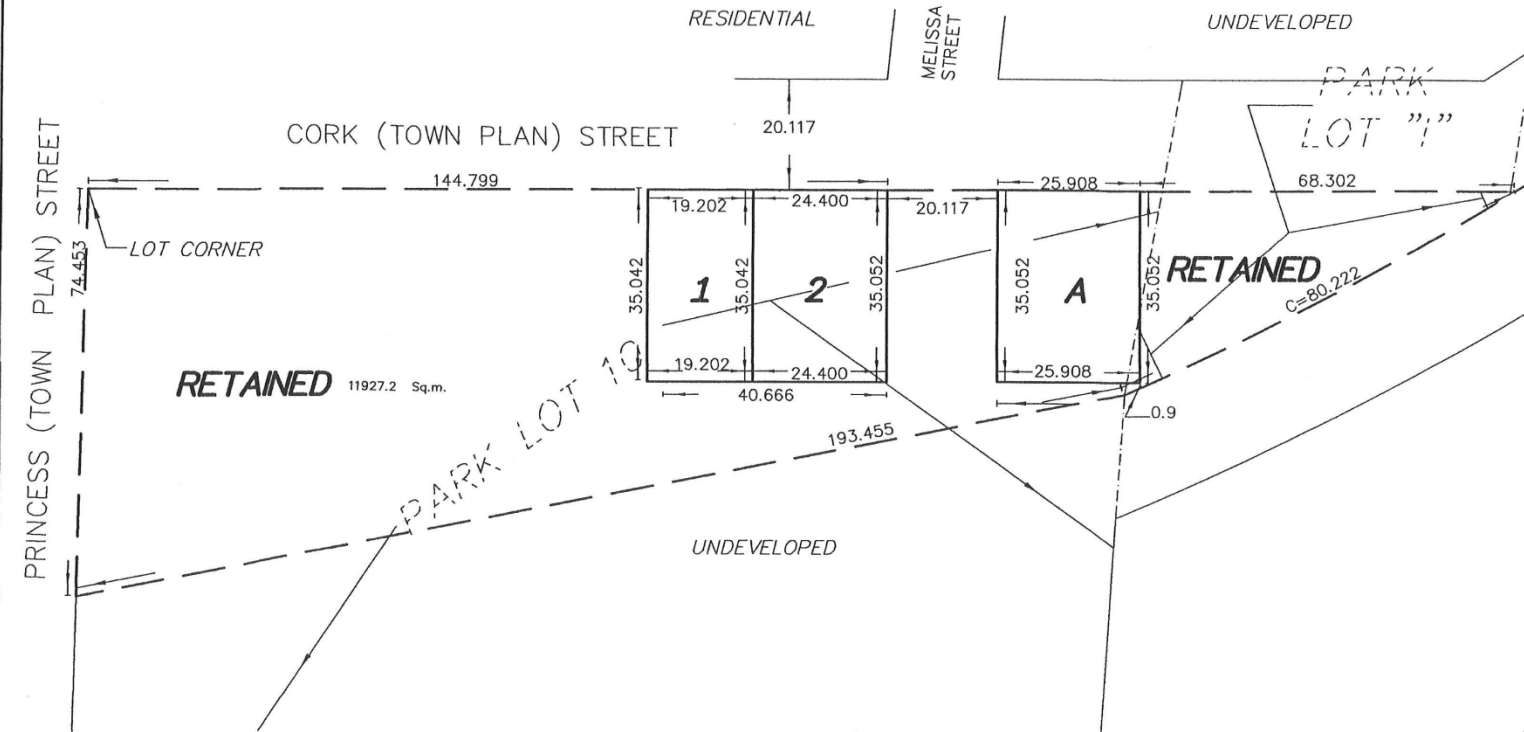 RESIDENTIAL
MELISSA
STREET
UNDEVELOPED
PARK
LOT "1"
CORK (TOWN PLAN) STREET
20.117
PRINCESS (TOWN PLAN) STREET
144.799
25.908
68.302
19.202
24.400
20.117
LOT CORNER
74.453
35.042
1
35.042
2
35.052
35.052
A
35.052
RETAINED
C=80.222
RETAINED 11927.2 Sq.m.
PARK LOT 10
19.202
24.400
25.908
40.666
0.9
193.455
UNDEVELOPED